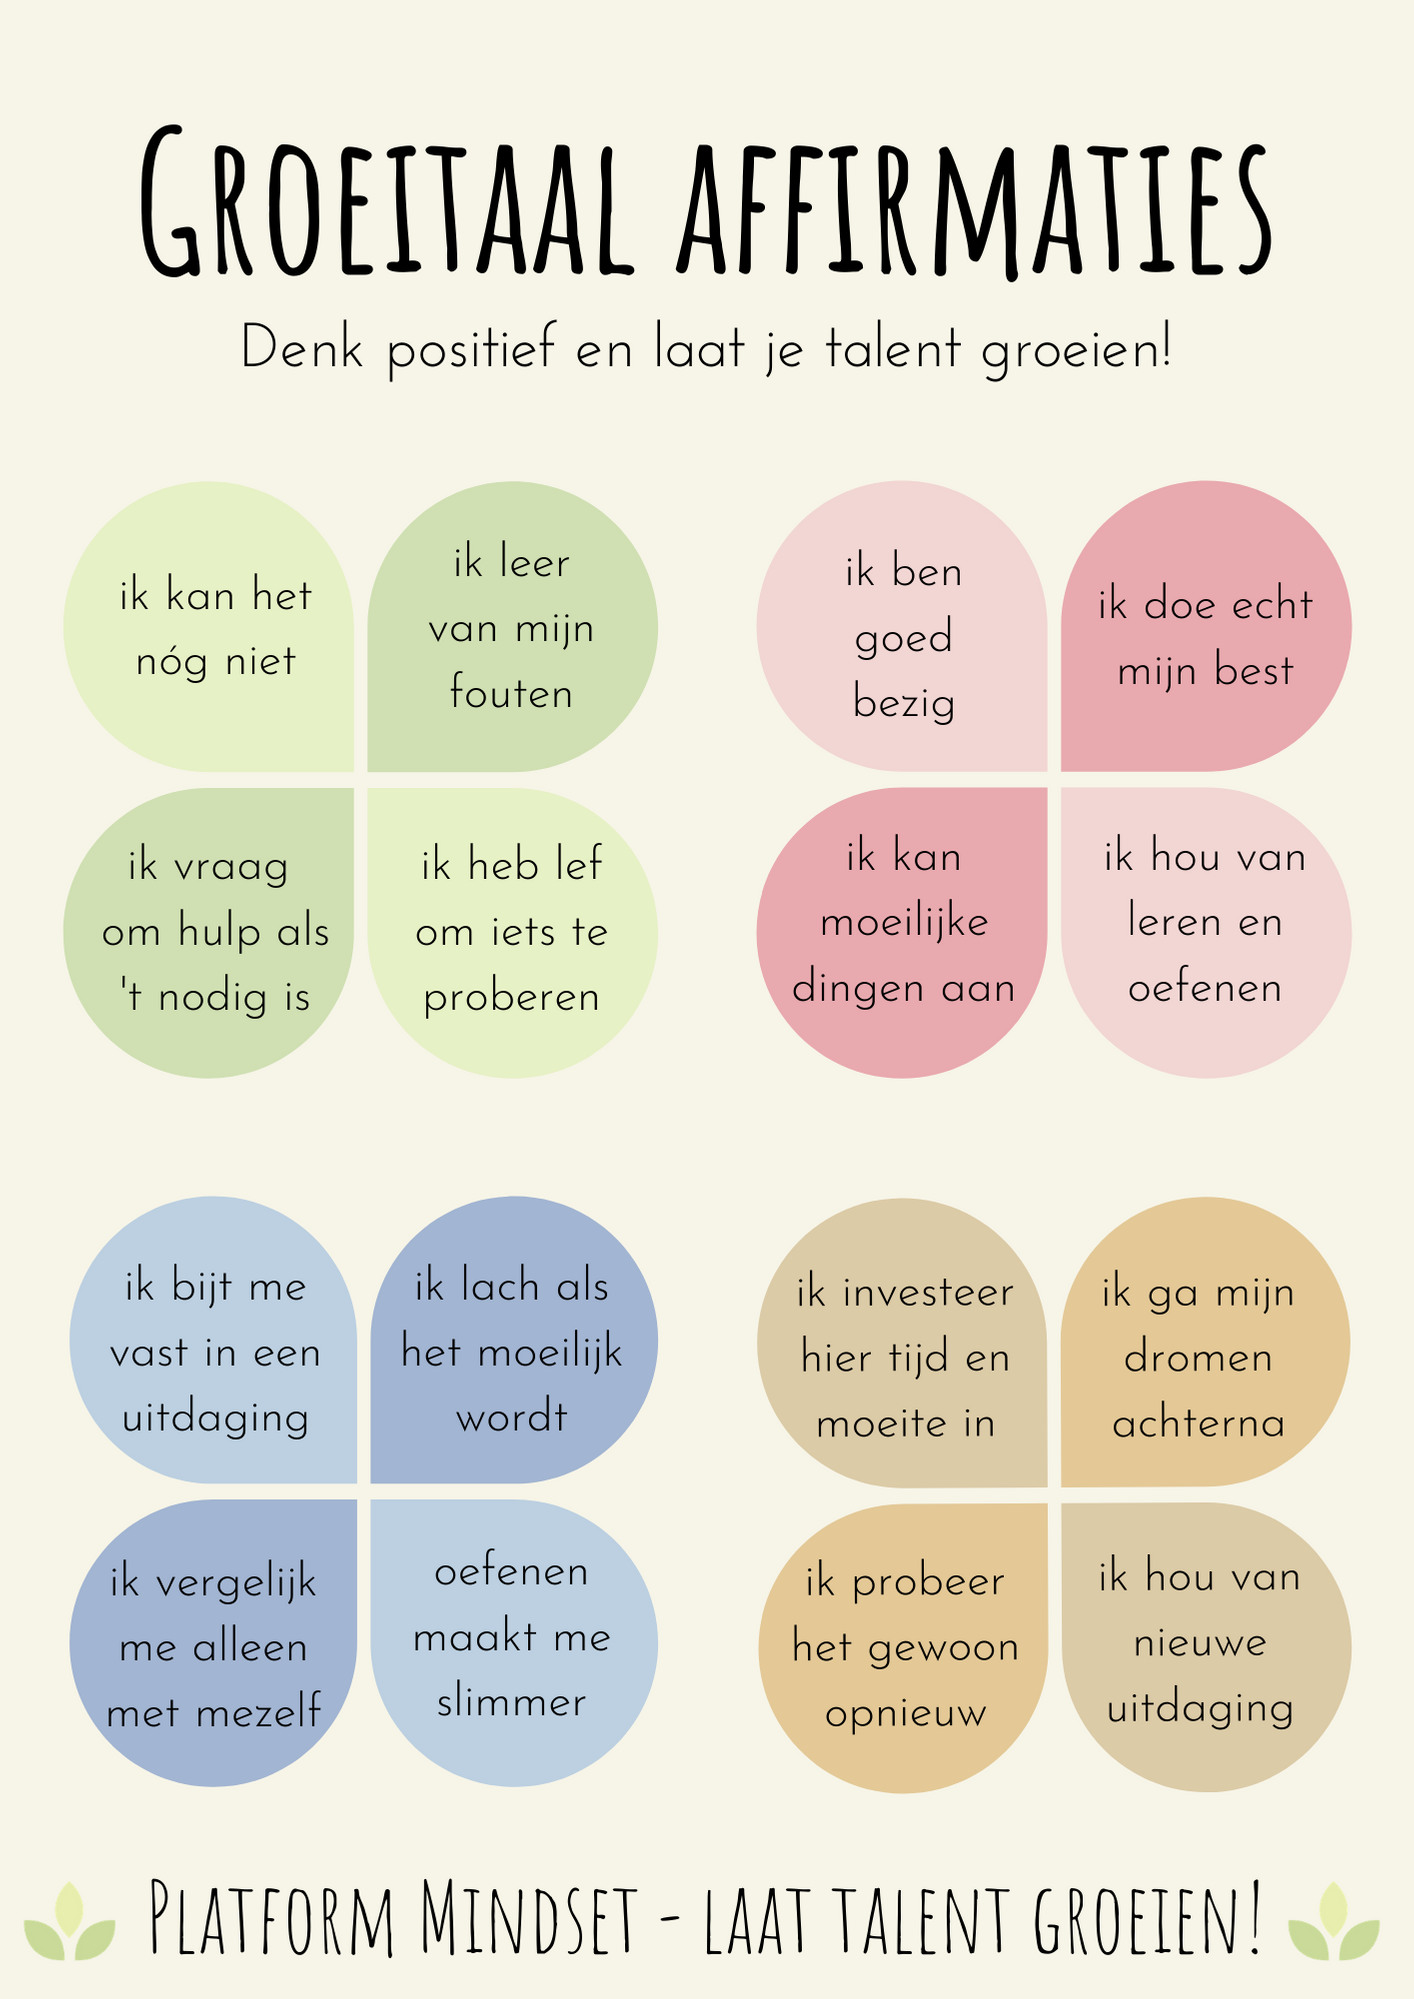 Groeitaal affirmaties
Denk positief en laat je talent groeien!
ik kan het
nóg niet
ik leer
van mijn
fouten
ik vraag
om hulp als
't nodig is
ik heb lef
om iets te
proberen
ik ben
goed
bezig
ik doe echt
mijn best
ik kan
moeilijke
dingen aan
ik hou van
leren en
oefenen
ik bijt me
vast in een
uitdaging
ik lach als
het moeilijk
wordt
ik vergelijk
me alleen
met mezelf
oefenen
maakt me
slimmer
ik investeer
hier tijd en
moeite in
ik ga mijn
dromen
achterna
ik probeer
het gewoon
opnieuw
ik hou van
nieuwe
uitdaging
Platform Mindset - laat talent groeien!